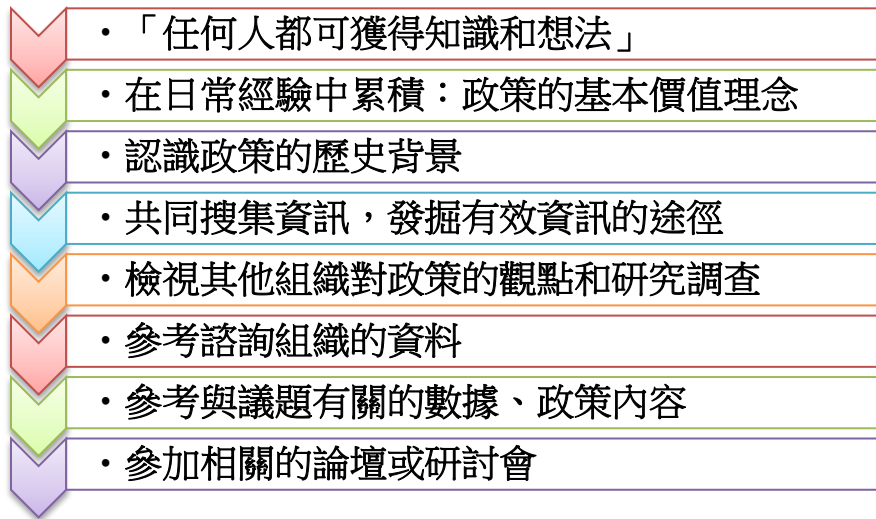 ・「任何人都可獲得知識和想法」
・在日常經驗中累積：政策的基本價值理念
・認識政策的歷史背景
・共同搜集資訊，發掘有效資訊的途徑
・檢視其他組織對政策的觀點和研究調查
・參考諮詢組織的資料
・參考與議題有關的數據、政策內容
・參加相關的論壇或研討會